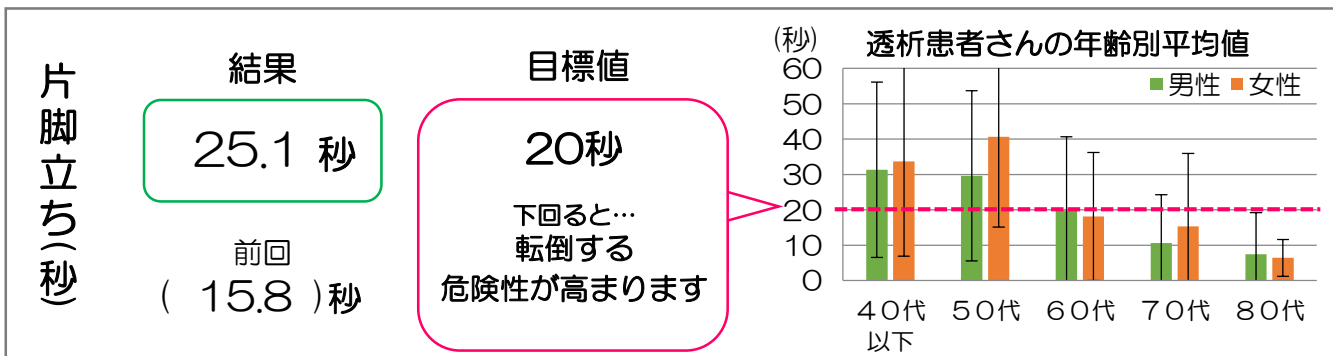 片脚立ち(秒)
結果
25.1 秒
前回
( 15.8 )秒
目標値
20秒
下回ると…
転倒する
危険性が高まります
(秒)
透析患者さんの年齢別平均値
男性 女性
60
50
40
30
20
10
0
40代以下 50代 60代 70代 80代